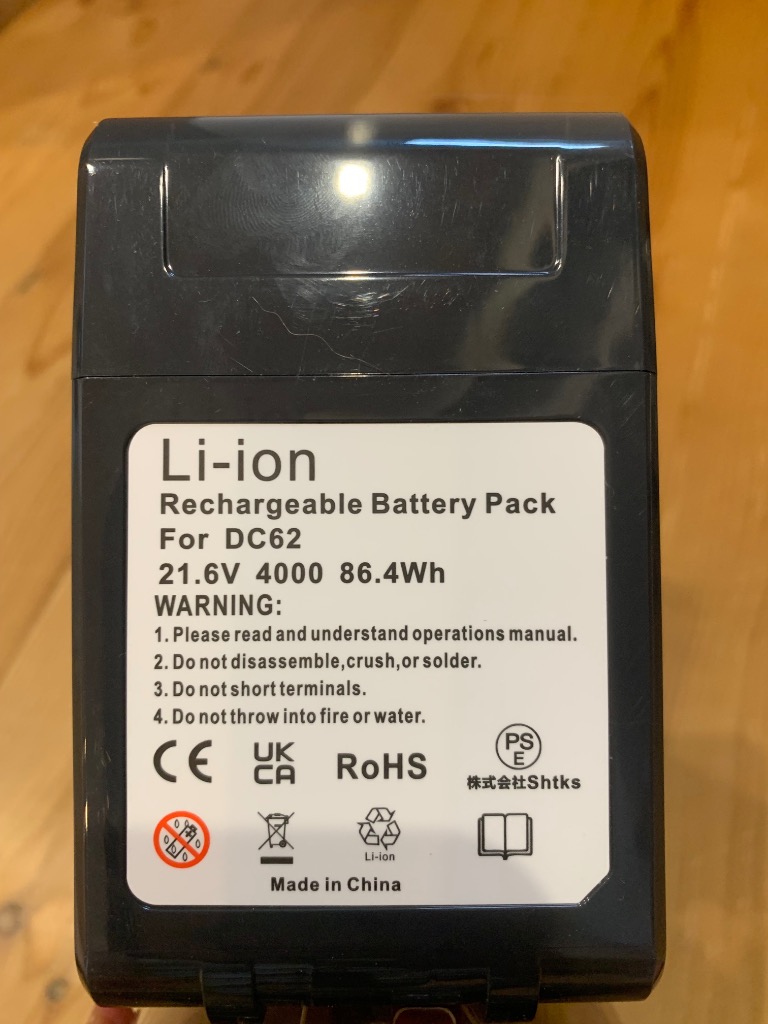 Li-ion
Rechargeable Battery Pack
For DC62
21.6V 4000 86.4Wh
WARNING:
1. Please read and understand operations manual.
2. Do not disassemble,crush,or solder.
3. Do not short terminals.
4. Do not throw into fire or water.
CE UK CA RoHS PS E
株式会社Shtks
Li-ion
Made in China